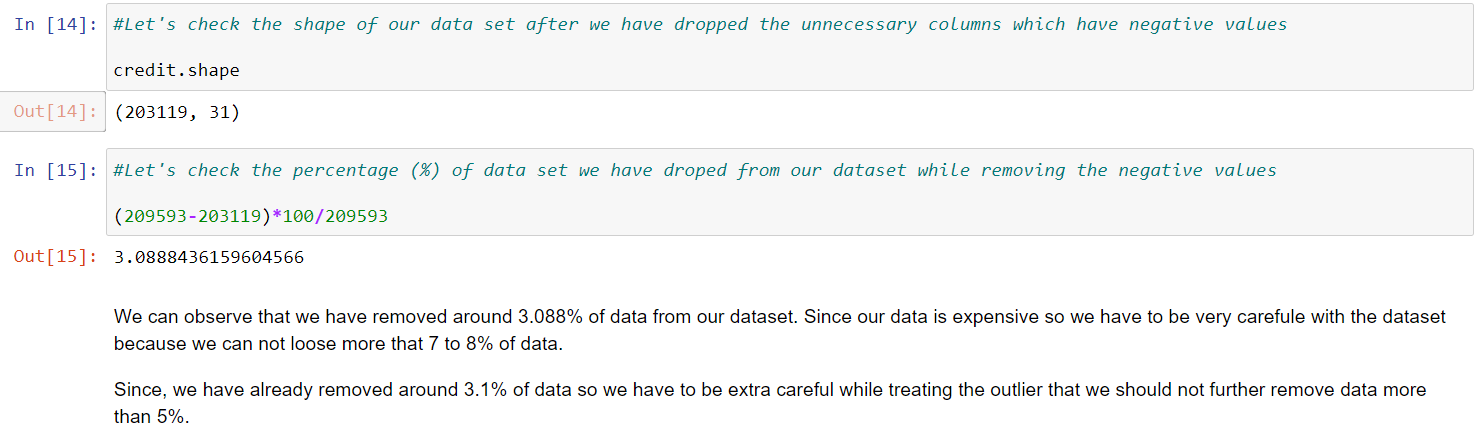 In [14]: #Let's check the shape of our data set after we have dropped the unnecessary columns which have negative values
credit.shape
Out[14]: (203119, 31)
In [15]: #Let's check the percentage (%) of data set we have droped from our dataset while removing the negative values
(209593-203119)*100/209593
Out[15]: 3.0888436159604566
We can observe that we have removed around 3.088% of data from our dataset. Since our data is expensive so we have to be very carefule with the dataset
because we can not loose more that 7 to 8% of data.
Since, we have already removed around 3.1% of data so we have to be extra careful while treating the outlier that we should not further remove data more
than 5%.